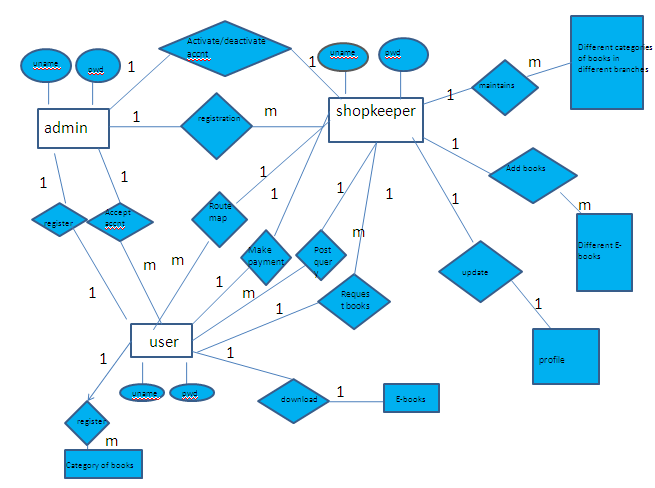 Activate/deactivate
accnt
uname
pwd
uname
pwd
Different categories
of books in
different branches
1
1
m
maintains
1
admin
1
registration
m
shopkeeper
1
Add books
m
Different E-
books
1
1
register
Accept
accnt
1
m
1
Route
map
m
1
Make
payment
1
1
Post
quer
y
m
1
m
Reques
t books
1
1
update
1
profile
user
1
uname
pwd
1
download
1
E-books
register
m
Category of books